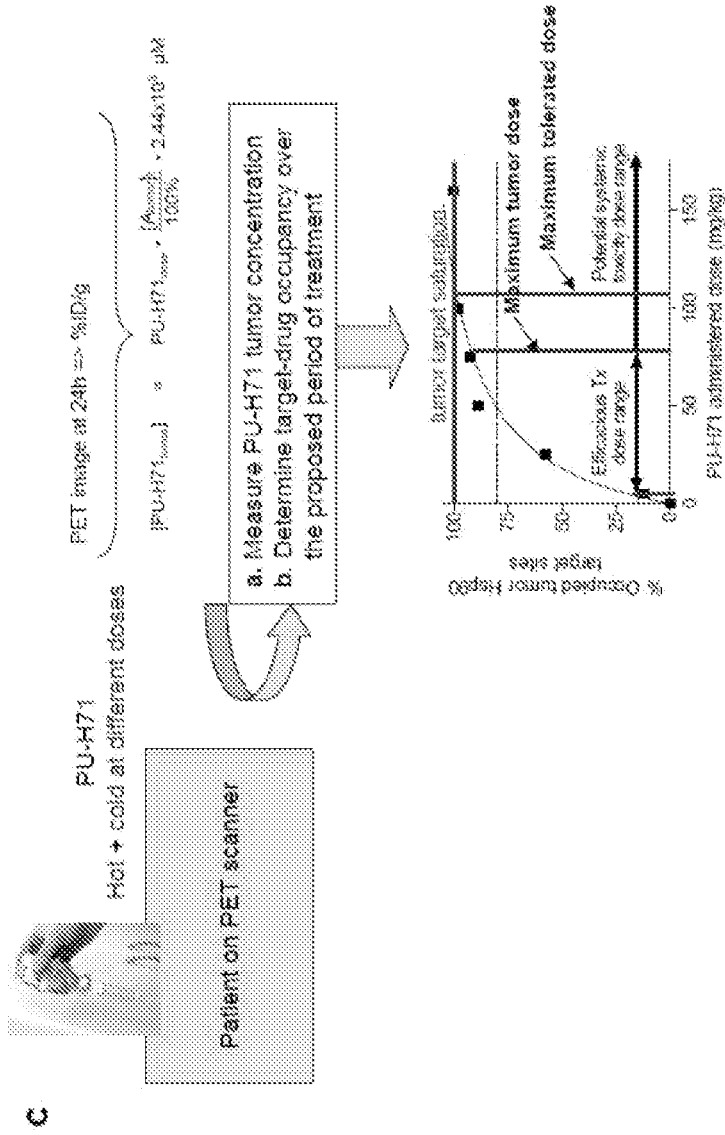 C
PU-H71
Hot + cold at different doses
Patient on PET scanner
PET image at 24h => %ID/g
[PU-H71] = PU-H71 •
100%
• 2.44x10 µM
a. Measure PU-H71 tumor concentration
b. Determine target-drug occupancy over
the proposed period of treatment
tumor target saturation
Maximum tumor dose
Maximum tolerated dose
Efficacious Tx
dose range
Potential systemic
toxicity dose range
% Occupied tumor Hsp90
target sites
100
75
50
25
0
0
50
100
150
PU-H71 administered dose (mg/kg)